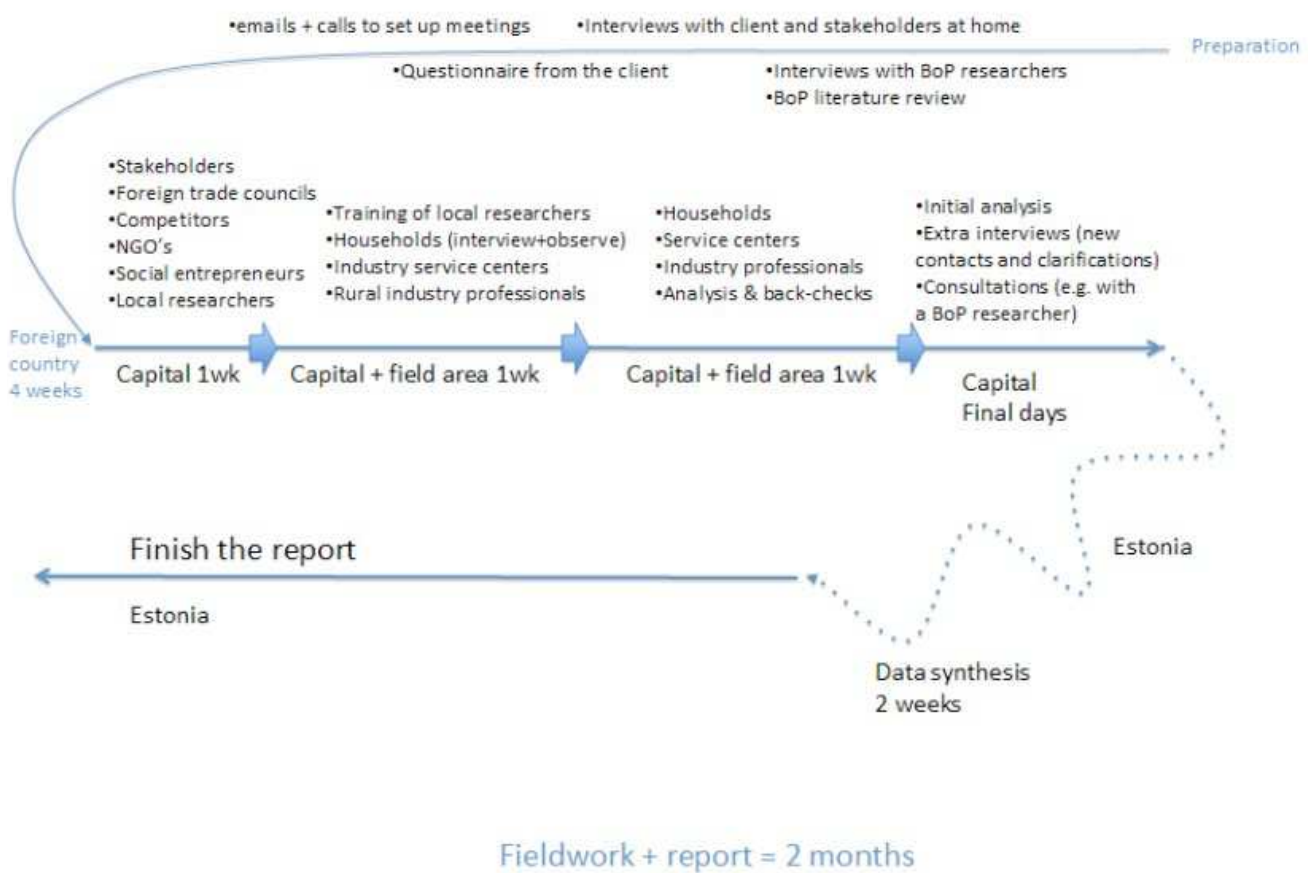 •emails + calls to set up meetings
•Interviews with client and stakeholders at home
Preparation
•Questionnaire from the client
•Interviews with BoP researchers
•BoP literature review
•Stakeholders
•Foreign trade councils
•Competitors
•NGO's
•Social entrepreneurs
•Local researchers
•Training of local researchers
•Households (interview+observe)
•Industry service centers
•Rural industry professionals
•Households
•Service centers
•Industry professionals
•Analysis & back-checks
•Initial analysis
•Extra interviews (new
contacts and clarifications)
•Consultations (e.g. with
a BoP researcher)
Foreign
country
4 weeks
Capital 1wk
Capital + field area 1wk
Capital + field area 1wk
Capital
Final days
Estonia
Data synthesis
2 weeks
Finish the report
Estonia
Fieldwork + report = 2 months